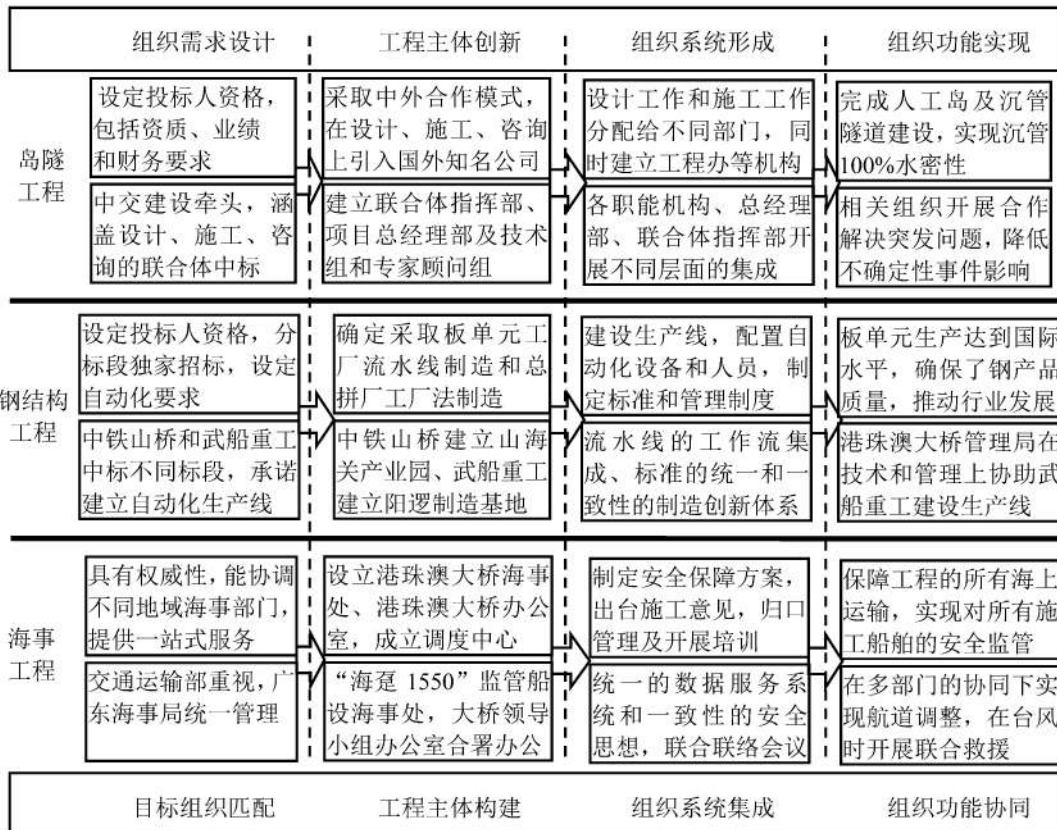 组织需求设计
工程主体创新
组织系统形成
组织功能实现
岛隧
工程
设定投标人资格，
包括资质、业绩
和财务要求
中交建设牵头，涵
盖设计、施工、咨
询的联合体中标
采取中外合作模式，
在设计、施工、咨询
上引入国外知名公司
建立联合体指挥部、
项目总经理部及技术
组和专家顾问组
设计工作和施工工作
分配给不同部门，同
时建立工程办等机构
各职能机构、总经理
部、联合体指挥部开
展不同层面的集成
完成人工岛及沉管
隧道建设，实现沉管
100%水密性
相关组织开展合作
解决突发问题，降低
不确定性事件影响
钢结构
工程
设定投标人资格，分
标段独家招标，设定
自动化要求
中铁山桥和武船重工
中标不同标段，承诺
建立自动化生产线
确定采取板单元工
厂流水线制造和总
拼厂工厂法制造
中铁山桥建立山海
关产业园、武船重工
建立阳逻制造基地
建设生产线，配置自
动化设备和人员，制
定标准和管理制度
流水线的工作流集
成、标准的统一和一
致性的制造创新体系
板单元生产达到国际
水平，确保了钢产品
质量，推动行业发展
港珠澳大桥管理局在
技术和管理上协助武
船重工建设生产线
海事
工程
具有权威性，能协调
不同地域海事部门，
提供一站式服务
交通运输部重视，广
东海事局统一管理
设立港珠澳大桥海事
处、港珠澳大桥办公
室，成立调度中心
“海趸 1550”监管船
设海事处，大桥领导
小组办公室合署办公
制定安全保障方案，
出台施工意见，归口
管理及开展培训
统一的数据服务系
统和一致性的安全
思想，联合联络会议
保障工程的所有海上
运输，实现对所有施
工船舶的安全监管
在多部门的协同下实
现航道调整，在台风
时开展联合救援
目标组织匹配
工程主体构建
组织系统集成
组织功能协同